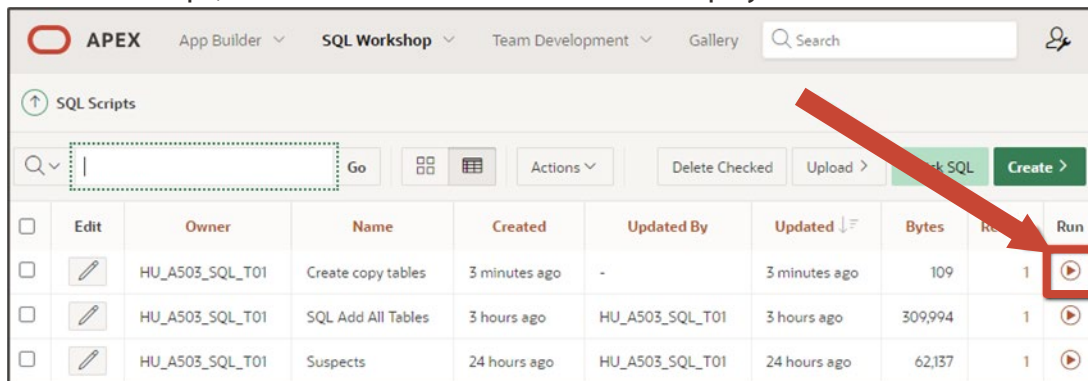 APEX App Builder SQL Workshop Team Development Gallery Search
SQL Scripts
Go Actions Delete Checked Upload > SQL Create >
Edit Owner Name Created Updated By Updated Bytes Run
HU_A503_SQL_T01 Create copy tables 3 minutes ago - 3 minutes ago 109 1
HU_A503_SQL_T01 SQL Add All Tables 3 hours ago HU_A503_SQL_T01 3 hours ago 309,994 1
HU_A503_SQL_T01 Suspects 24 hours ago HU_A503_SQL_T01 24 hours ago 62,137 1